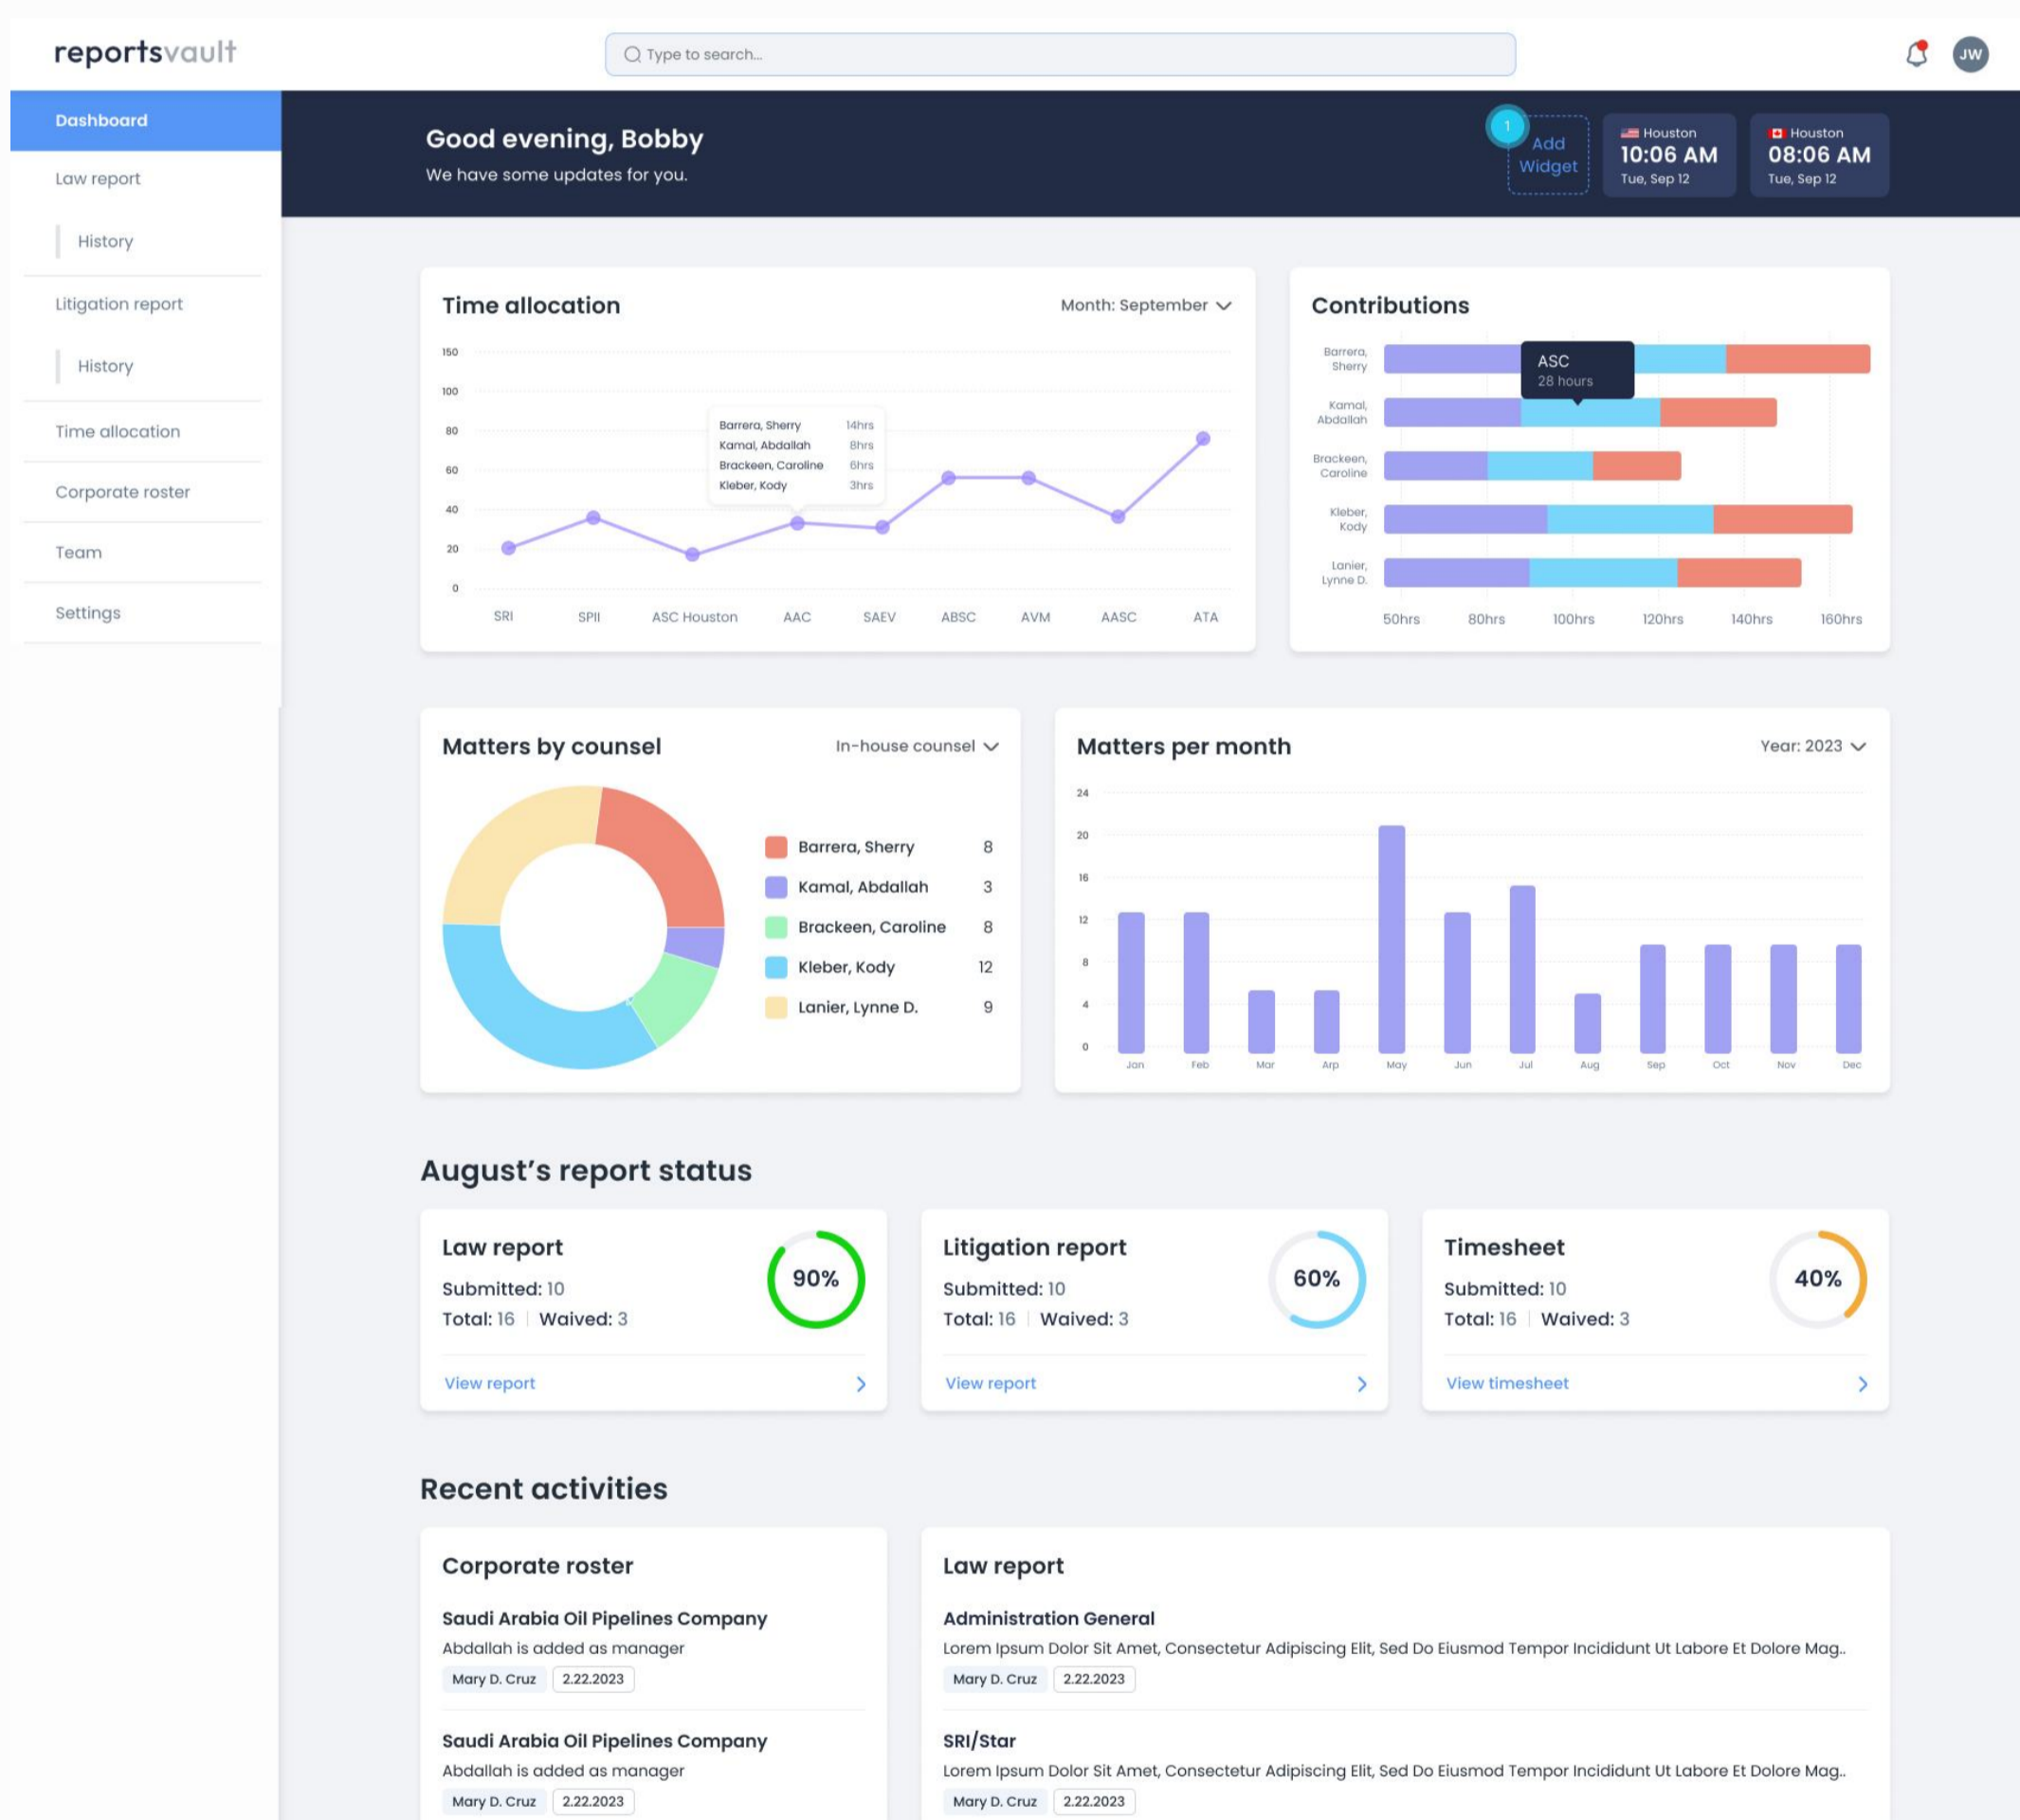 reportsvault
Type to search...
JW
Dashboard
Law report
History
Litigation report
History
Time allocation
Corporate roster
Team
Settings
Good evening, Bobby
We have some updates for you.
1
Add
Widget
Houston
10:06 AM
Tue, Sep 12
Houston
08:06 AM
Tue, Sep 12
Time allocation
Month: September
150
100
80
60
40
20
0
Barrera, Sherry 14hrs
Kamal, Abdallah 8hrs
Brackeen, Caroline 6hrs
Kleber, Kody 3hrs
SRI SPII ASC Houston AAC SAEV ABSC AVM AASC ATA
Contributions
Barrera,
Sherry
Kamal,
Abdallah
Brackeen,
Caroline
Kleber,
Kody
Lanier,
Lynne D.
ASC
28 hours
50hrs 80hrs 100hrs 120hrs 140hrs 160hrs
Matters by counsel
In-house counsel
Barrera, Sherry 8
Kamal, Abdallah 3
Brackeen, Caroline 8
Kleber, Kody 12
Lanier, Lynne D. 9
Matters per month
Year: 2023
24
20
16
12
8
4
0
Jan Feb Mar Arp May Jun Jul Aug Sep Oct Nov Dec
August’s report status
Law report
Submitted: 10
Total: 16 | Waived: 3
90%
View report
Litigation report
Submitted: 10
Total: 16 | Waived: 3
60%
View report
Timesheet
Submitted: 10
Total: 16 | Waived: 3
40%
View timesheet
Recent activities
Corporate roster
Saudi Arabia Oil Pipelines Company
Abdallah is added as manager
Mary D. Cruz 2.22.2023
Saudi Arabia Oil Pipelines Company
Abdallah is added as manager
Mary D. Cruz 2.22.2023
Law report
Administration General
Lorem Ipsum Dolor Sit Amet, Consectetur Adipiscing Elit, Sed Do Eiusmod Tempor Incididunt Ut Labore Et Dolore Mag..
Mary D. Cruz 2.22.2023
SRI/Star
Lorem Ipsum Dolor Sit Amet, Consectetur Adipiscing Elit, Sed Do Eiusmod Tempor Incididunt Ut Labore Et Dolore Mag..
Mary D. Cruz 2.22.2023